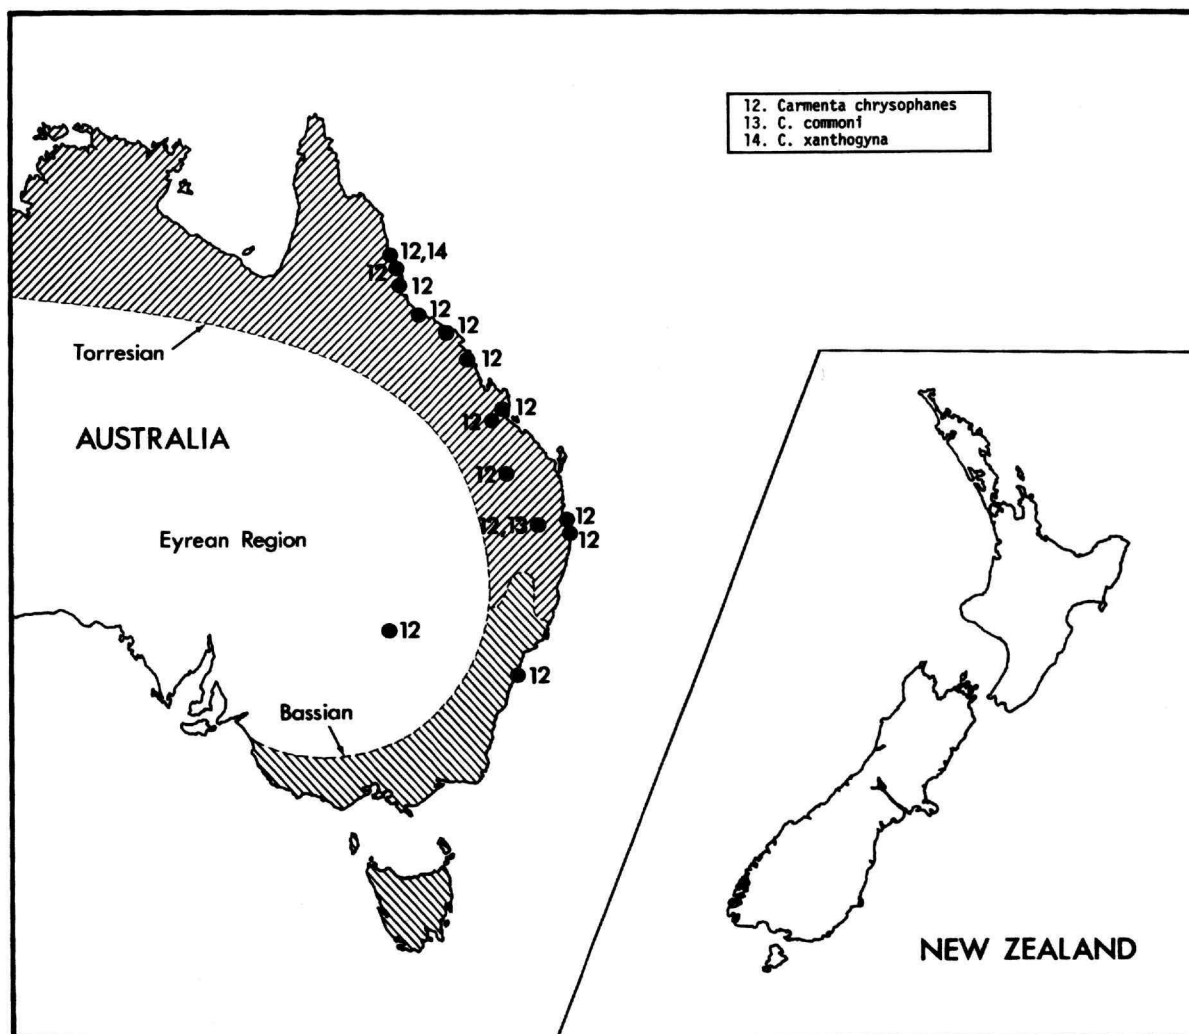 12. Carmenta chrysophanes
13. C. commoni
14. C. xanthogyna
12,14
12
12
12
12
12
12
12
12
12,13
12
12
12
12
Torresian
AUSTRALIA
Eyrean Region
Bassian
NEW ZEALAND